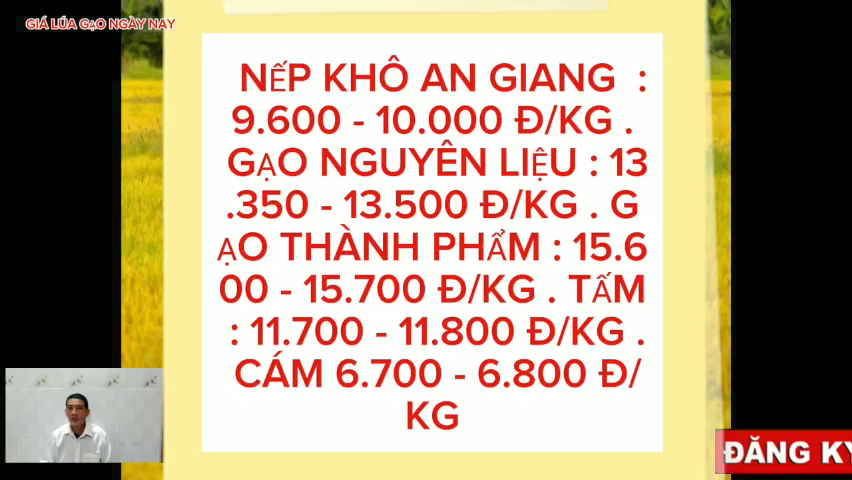 GIÁ LÚA GẠO NGÀY NAY
NẾP KHÔ AN GIANG :
9.600 - 10.000 Đ/KG .
GẠO NGUYÊN LIỆU : 13
.350 - 13.500 Đ/KG . G
ẠO THÀNH PHẨM : 15.6
00 - 15.700 Đ/KG . TẤM
: 11.700 - 11.800 Đ/KG .
CÁM 6.700 - 6.800 Đ/
KG
ĐĂNG KÝ